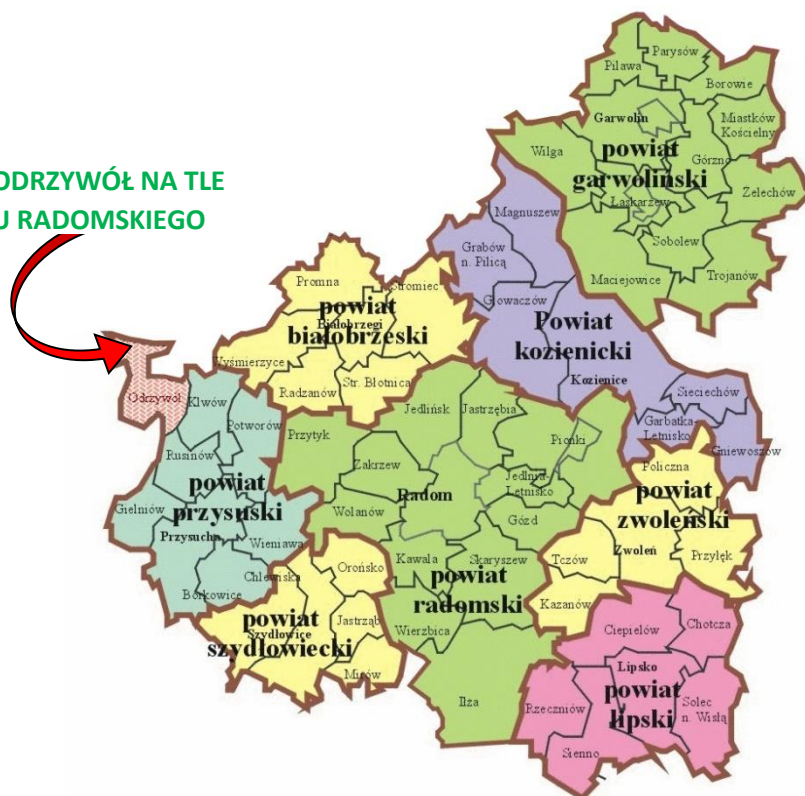 ODRZYWÓŁ NA TLE
U RADOMSKIEGO
Parysów
Pilawa
Borowie
Garwolin
Miastków
Kościelny
powiat
garwoliński
Wilga
Górzno
Żelechów
Łaskarzew
Sobolew
Maciejowice
Trojanów
Magnuszew
Grabów
n. Pilicą
Głowaczów
Powiat
kozienicki
Kozienice
Sieciechów
Garbatka-
Letnisko
Gniewoszów
Promna
Stromiec
powiat
Białobrzegi
białobrzeski
Wyśmierzyce
Radzanów
Str. Błotnica
Odrzywół
Klwów
Potworów
Rusinów
powiat
przysuski
Gielniów
Przysucha
Wieniawa
Borkowice
Chlewiska
Jedlińsk
Jastrzębia
Przytyk
Pionki
Zakrzew
Radom
Jedlnia-
Letnisko
Wolanów
Gózd
Kawala
Skaryszew
powiat
radomski
Wierzbica
Iłża
Policzna
powiat
zwoleński
Zwoleń
Tczów
Przyłęk
Kazanów
Orońsko
powiat
Szydłowice
szydłowiecki
Jastrząb
Mirów
Ciepielów
Chotcza
Lipsko
powiat
lipski
Rzeczniów
Solec
n. Wisłą
Sienno